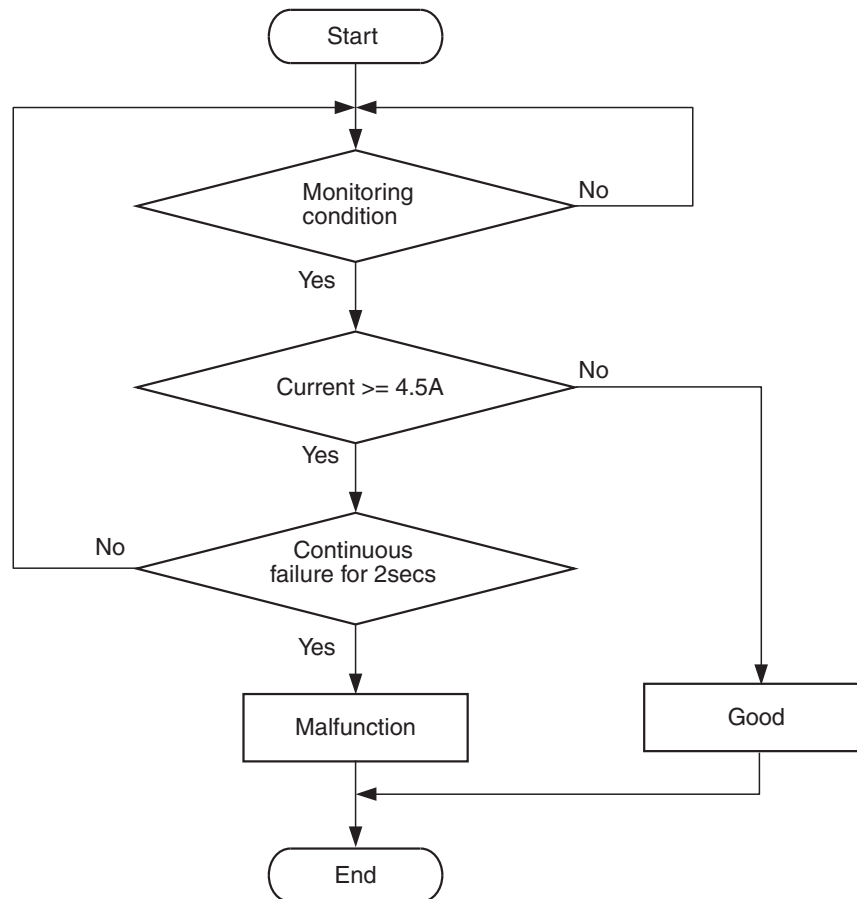 Start
Monitoring
condition
No
Yes
Current >= 4.5A
No
Yes
Continuous
failure for 2secs
No
Yes
Malfunction
Good
End